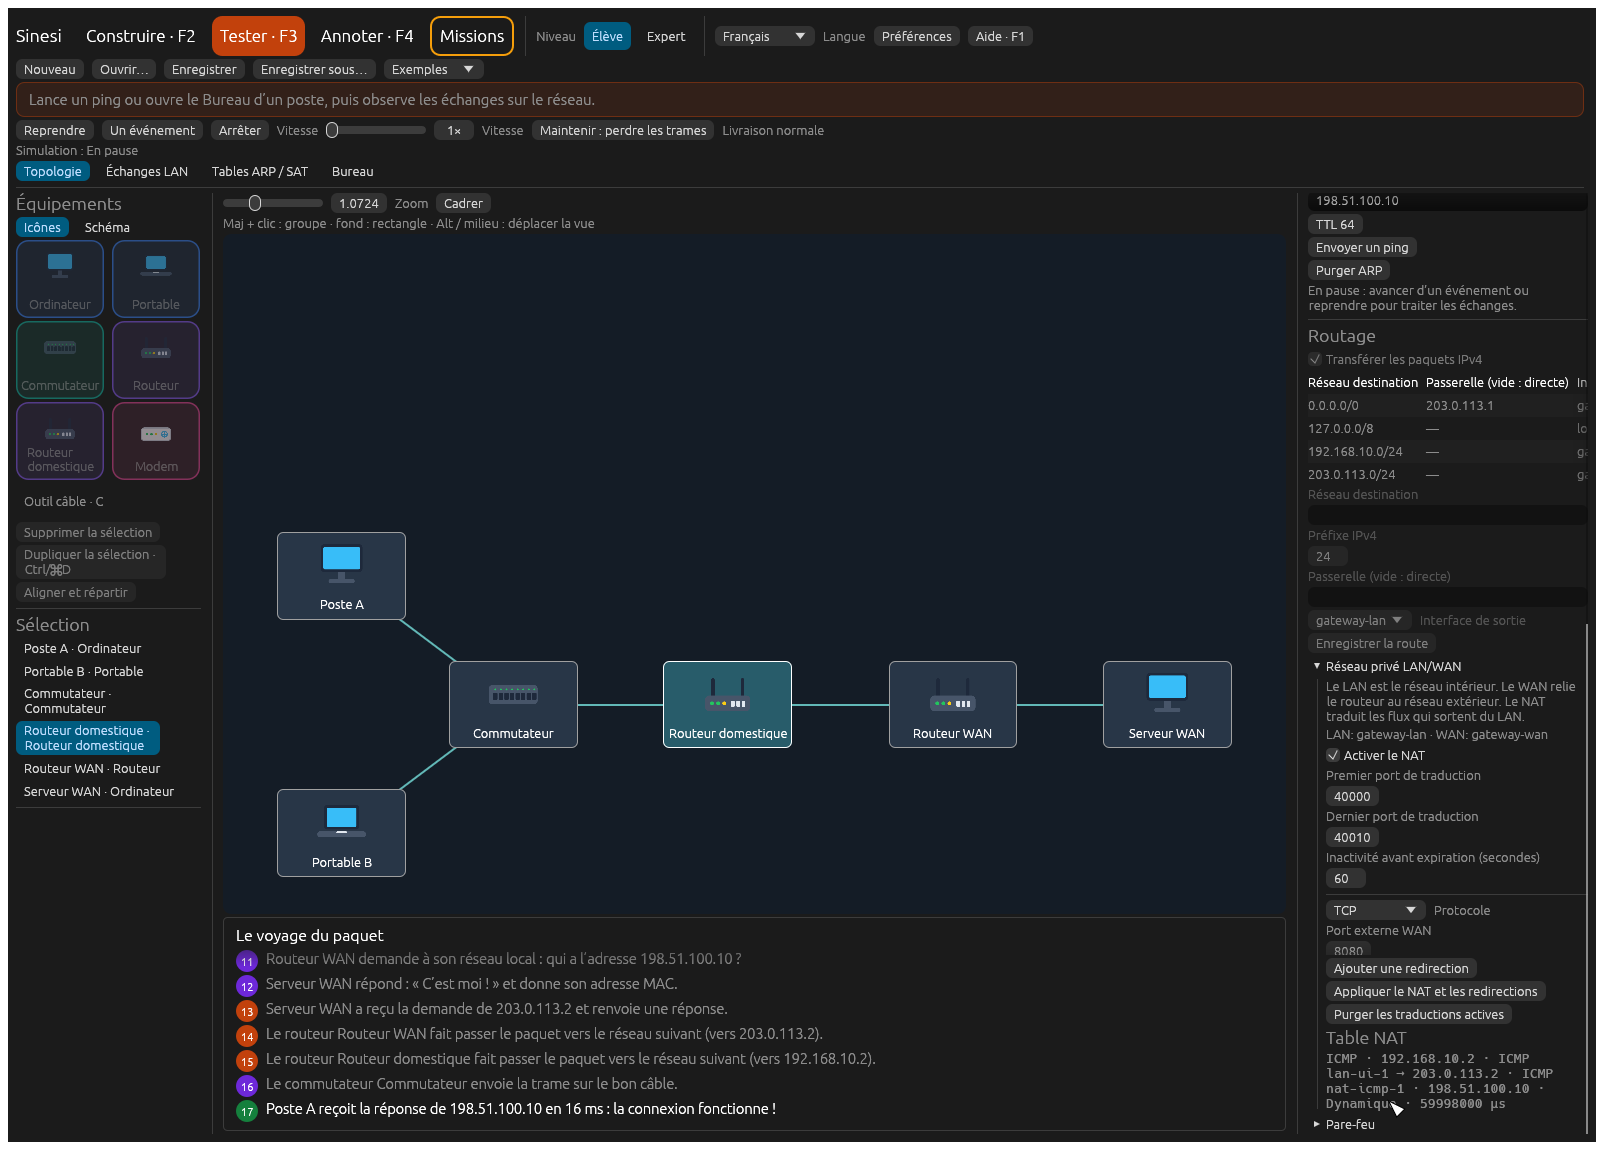 Sinesi
Construire · F2
Tester · F3
Annoter · F4
Missions
Niveau
Élève
Expert
Français
Langue
Préférences
Aide · F1
Nouveau
Ouvrir…
Enregistrer
Enregistrer sous…
Exemples
Lance un ping ou ouvre le Bureau d’un poste, puis observe les échanges sur le réseau.
Reprendre
Un événement
Arrêter
Vitesse
1×
Vitesse
Maintenir : perdre les trames
Livraison normale
Simulation : En pause
Topologie
Échanges LAN
Tables ARP / SAT
Bureau
Équipements
Icônes
Schéma
Ordinateur
Portable
Commutateur
Routeur
Routeur
domestique
Modem
Outil câble · C
Supprimer la sélection
Dupliquer la sélection ·
Ctrl/⌘D
Aligner et répartir
Sélection
Poste A · Ordinateur
Portable B · Portable
Commutateur ·
Commutateur
Routeur domestique ·
Routeur domestique
Routeur WAN · Routeur
Serveur WAN · Ordinateur
1.0724
Zoom
Cadrer
Maj + clic : groupe · fond : rectangle · Alt / milieu : déplacer la vue
Poste A
Commutateur
Routeur domestique
Routeur WAN
Serveur WAN
Portable B
Le voyage du paquet
11 Routeur WAN demande à son réseau local : qui a l’adresse 198.51.100.10 ?
12 Serveur WAN répond : « C’est moi ! » et donne son adresse MAC.
13 Serveur WAN a reçu la demande de 203.0.113.2 et renvoie une réponse.
14 Le routeur Routeur WAN fait passer le paquet vers le réseau suivant (vers 203.0.113.2).
15 Le routeur Routeur domestique fait passer le paquet vers le réseau suivant (vers 192.168.10.2).
16 Le commutateur Commutateur envoie la trame sur le bon câble.
17 Poste A reçoit la réponse de 198.51.100.10 en 16 ms : la connexion fonctionne !
198.51.100.10
TTL 64
Envoyer un ping
Purger ARP
En pause : avancer d’un événement ou
reprendre pour traiter les échanges.
Routage
Transférer les paquets IPv4
Réseau destination Passerelle (vide : directe) In
0.0.0.0/0 203.0.113.1 ga
127.0.0.0/8 — lo
192.168.10.0/24 — ga
203.0.113.0/24 — ga
Réseau destination
Préfixe IPv4
24
Passerelle (vide : directe)
gateway-lan
Interface de sortie
Enregistrer la route
Réseau privé LAN/WAN
Le LAN est le réseau intérieur. Le WAN relie
le routeur au réseau extérieur. Le NAT
traduit les flux qui sortent du LAN.
LAN: gateway-lan · WAN: gateway-wan
Activer le NAT
Premier port de traduction
40000
Dernier port de traduction
40010
Inactivité avant expiration (secondes)
60
TCP
Protocole
Port externe WAN
8080
Ajouter une redirection
Appliquer le NAT et les redirections
Purger les traductions actives
Table NAT
ICMP · 192.168.10.2 · ICMP
lan-ui-1 → 203.0.113.2 · ICMP
nat-icmp-1 · 198.51.100.10 ·
Dynamique · 59998000 µs
Pare-feu